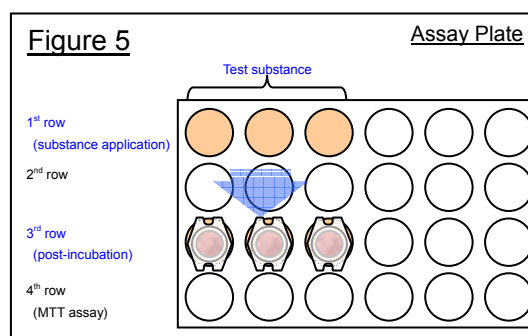 Figure 5
Assay Plate
Test substance
1st row
(substance application)
2nd row
3rd row
(post-incubation)
4th row
(MTT assay)